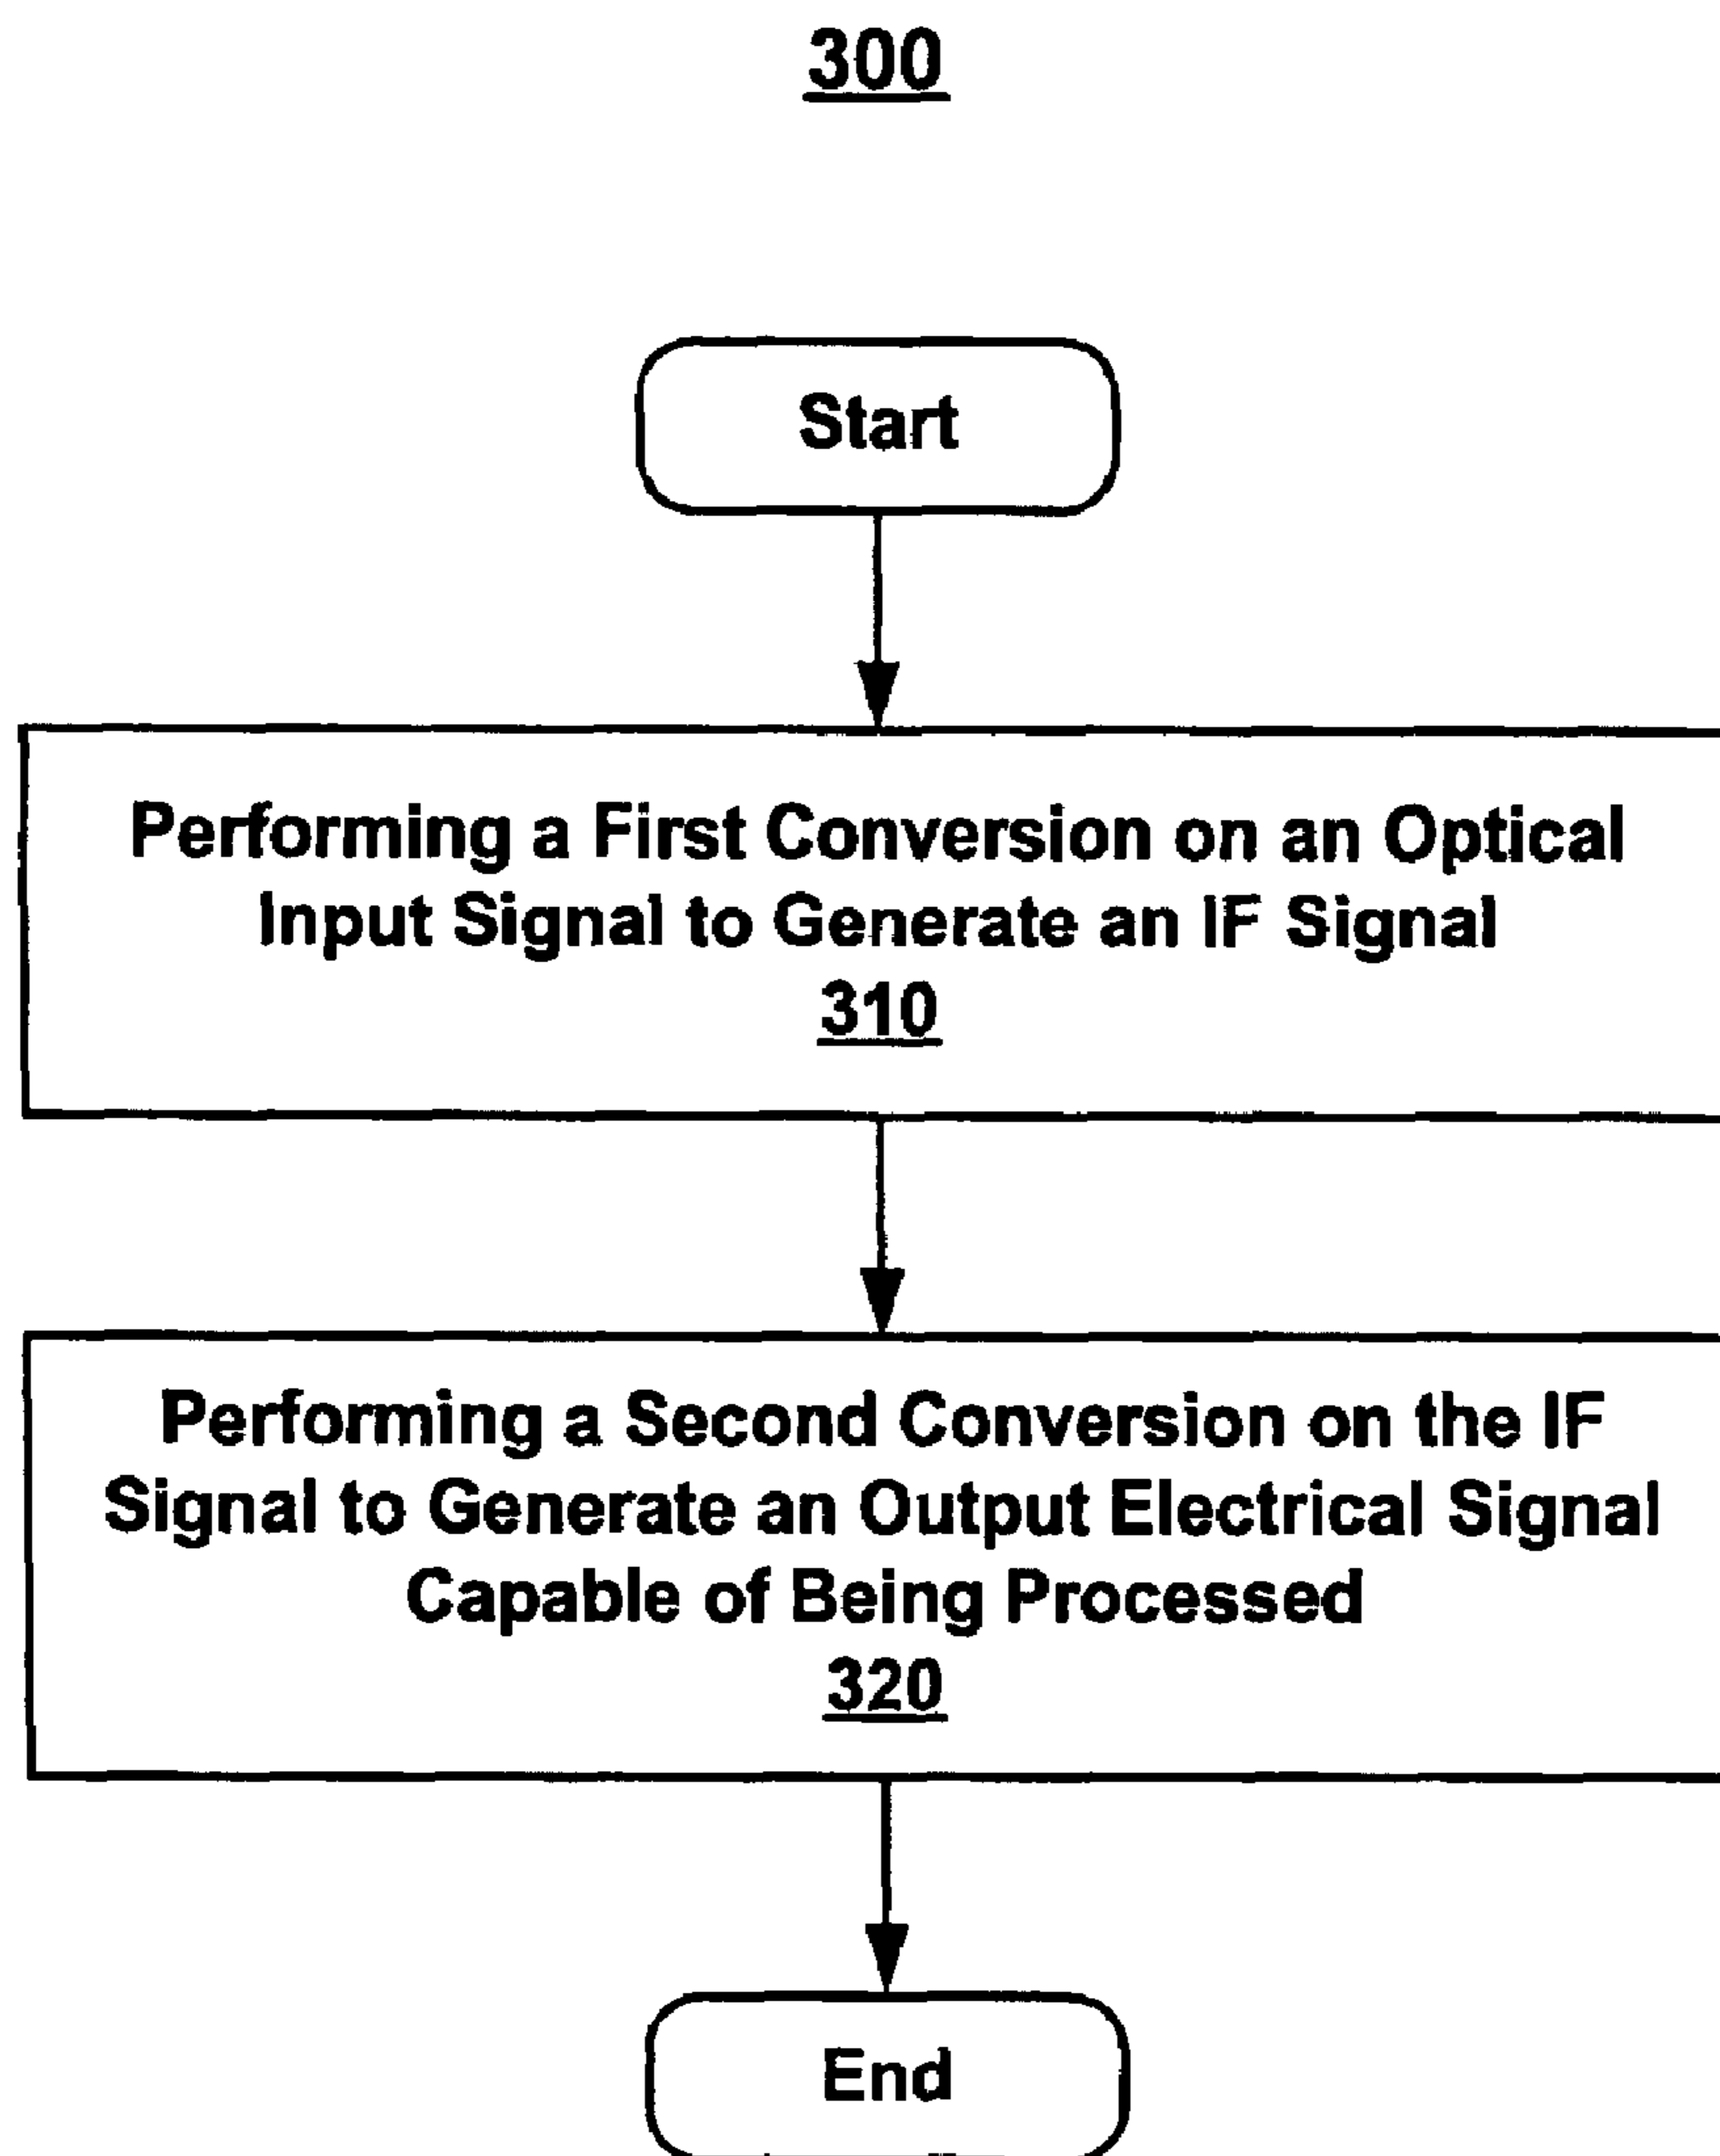 300
Start
Performing a First Conversion on an Optical
Input Signal to Generate an IF Signal
310
Performing a Second Conversion on the IF
Signal to Generate an Output Electrical Signal
Capable of Being Processed
320
End